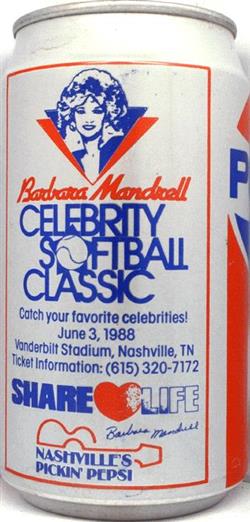 Barbara Mandrell
CELEBRITY
SOFTBALL
CLASSIC
Catch your favorite celebrities!
June 3, 1988
Vanderbilt Stadium, Nashville, TN
Ticket Information: (615) 320-7172
SHARE LIFE
Barbara Mandrell
NASHVILLE'S
PICKIN' PEPSI
P